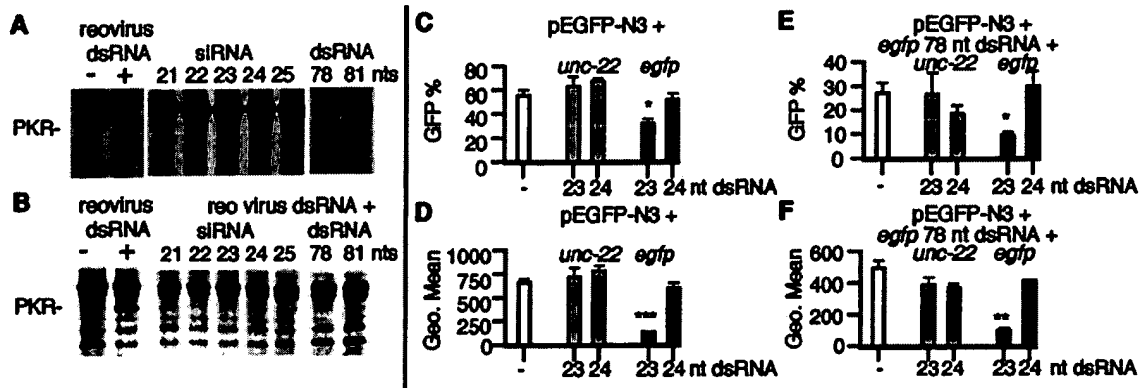 A
reovirus
dsRNA siRNA dsRNA
- + 21 22 23 24 25 78 81 nts
PKR-
B
reovirus reo virus dsRNA +
dsRNA siRNA dsRNA
- + 21 22 23 24 25 78 81 nts
PKR-
C
pEGFP-N3 +
unc-22 egfp
GFP %
80
60
40
20
0
*
- 23 24 23 24 nt dsRNA
D
pEGFP-N3 +
unc-22 egfp
Geo. Mean
1000
750
500
250
0
***
- 23 24 23 24 nt dsRNA
E
pEGFP-N3 +
egfp 78 nt dsRNA +
unc-22 egfp
GFP %
40
30
20
10
0
*
- 23 24 23 24 nt dsRNA
F
pEGFP-N3 +
egfp 78 nt dsRNA +
unc-22 egfp
Geo. Mean
600
400
200
0
**
- 23 24 23 24 nt dsRNA